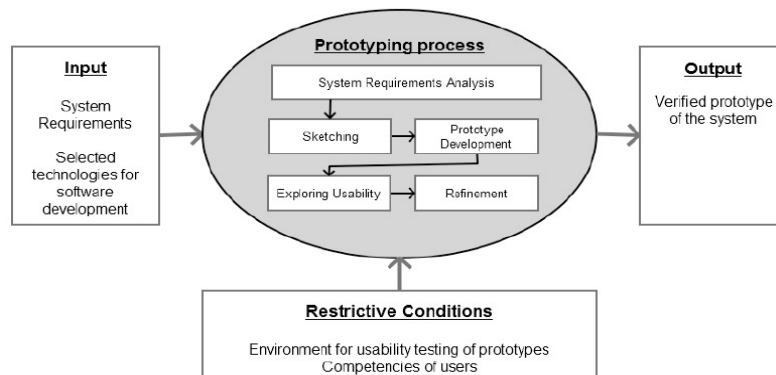 Input
System
Requirements
Selected
technologies for
software
development
Prototyping process
System Requirements Analysis
Sketching
Prototype
Development
Exploring Usability
Refinement
Output
Verified prototype
of the system
Restrictive Conditions
Environment for usability testing of prototypes
Competencies of users